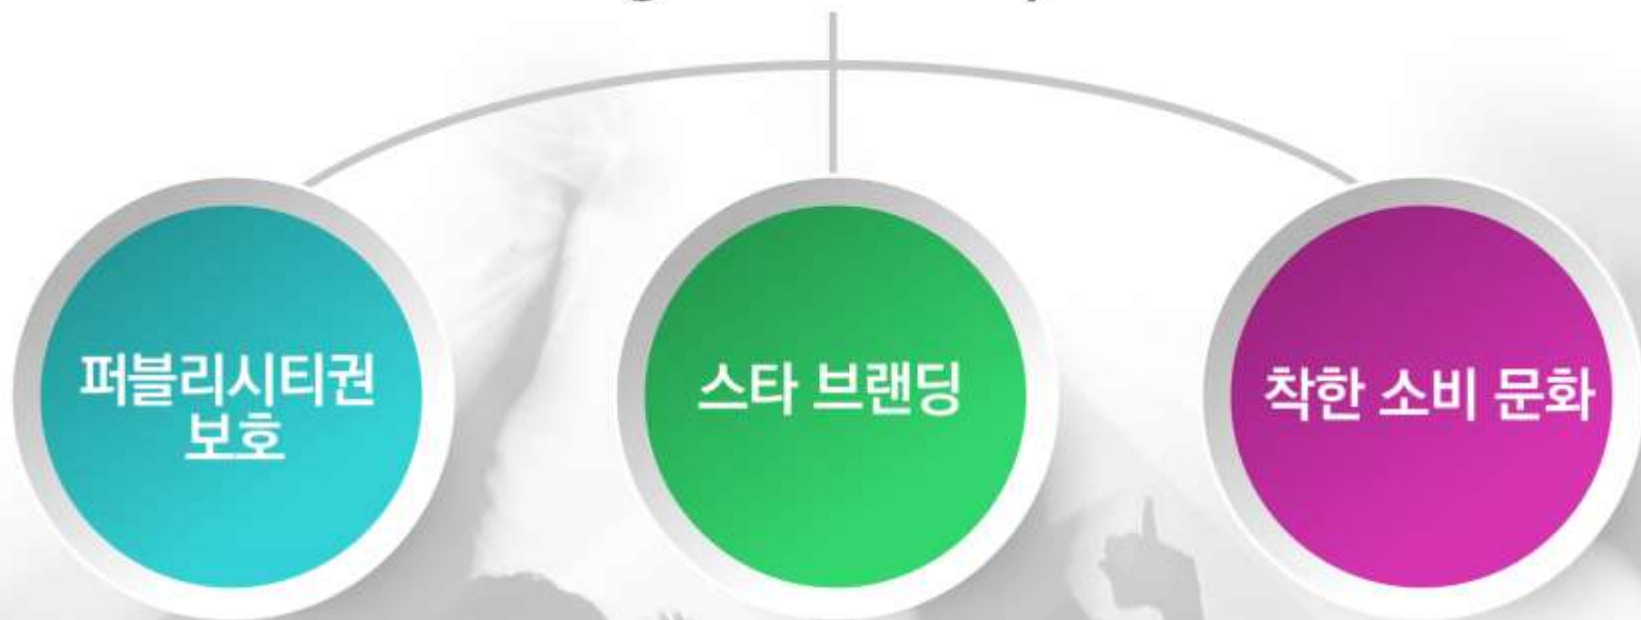 퍼블리시티권
보호
스타 브랜딩
착한 소비 문화